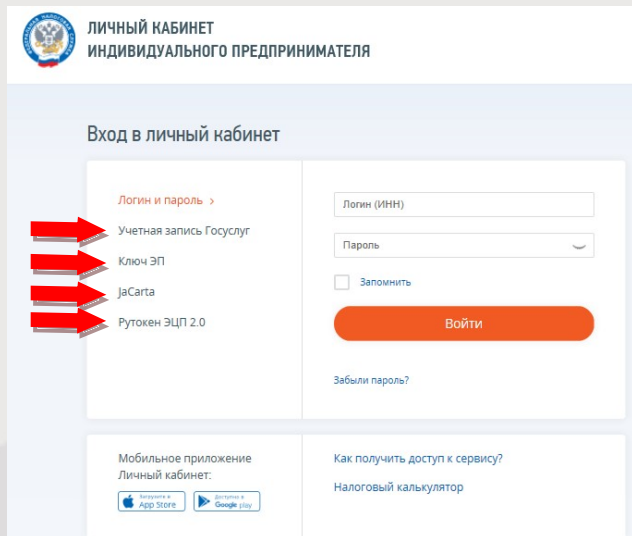 ЛИЧНЫЙ КАБИНЕТ
ИНДИВИДУАЛЬНОГО ПРЕДПРИНИМАТЕЛЯ
Вход в личный кабинет
Логин и пароль >
Учетная запись Госуслуг
Ключ ЭП
JaCarta
Рутокен ЭЦП 2.0
Логин (ИНН)
Пароль
Запомнить
Войти
Забыли пароль?
Мобильное приложение
Личный кабинет:
Загрузите в
App Store
Доступно в
Google play
Как получить доступ к сервису?
Налоговый калькулятор